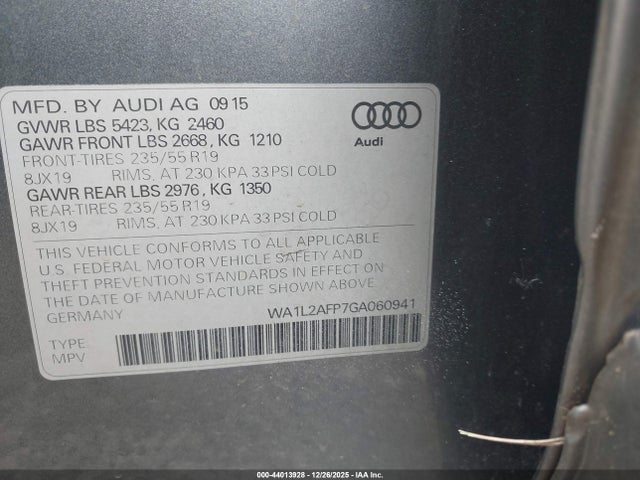 MFD. BY AUDI AG 09 15
GVWR LBS 5423, KG 2460
GAWR FRONT LBS 2668, KG 1210
FRONT-TIRES 235/55 R19
8JX19 RIMS, AT 230 KPA 33 PSI COLD
GAWR REAR LBS 2976, KG 1350
REAR-TIRES 235/55 R19
8JX19 RIMS, AT 230 KPA 33 PSI COLD
Audi
THIS VEHICLE CONFORMS TO ALL APPLICABLE
U.S. FEDERAL MOTOR VEHICLE SAFETY AND
THEFT PREVENTION STANDARDS IN EFFECT ON
THE DATE OF MANUFACTURE SHOWN ABOVE.
GERMANY WA1L2AFP7GA060941
TYPE:
MPV
000-44013928 - 12/26/2025 - IAA Inc.